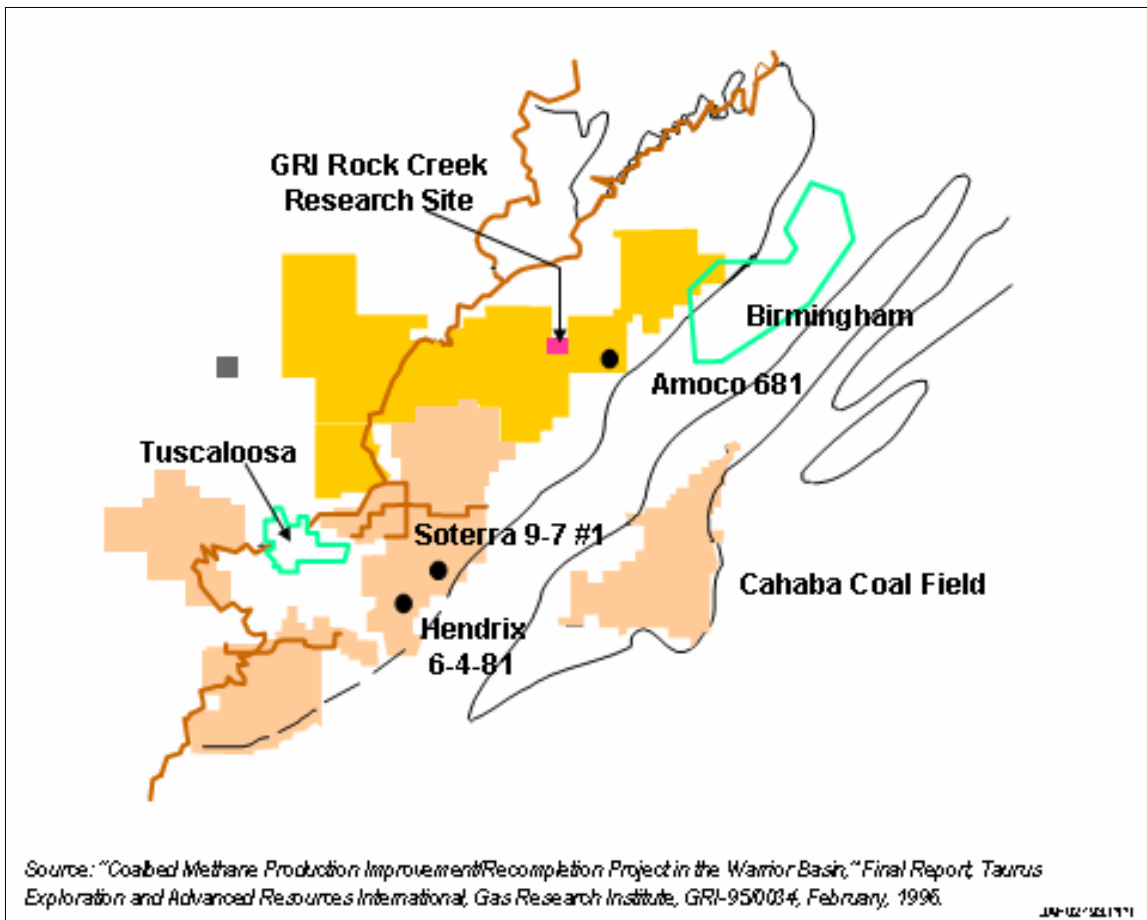 GRI Rock Creek
Research Site
Birmingham
Amoco 681
Tuscaloosa
Soterra 9-7 #1
Cahaba Coal Field
Hendrix
6-4-81
Source: "Coalbed Methane Production Improvement/Recompletion Project in the Warrior Basin," Final Report, Taurus
Exploration and Advanced Resources International, Gas Research Institute, GRI-95/0034, February, 1996.